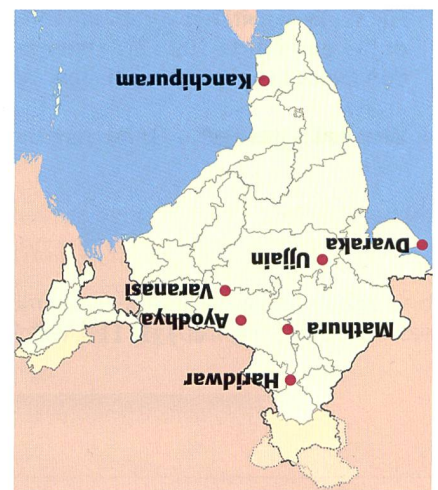 Haridwar
Mathura
Ayodhya
Varanasi
Ujjain
Dvaraka
Kanchipuram